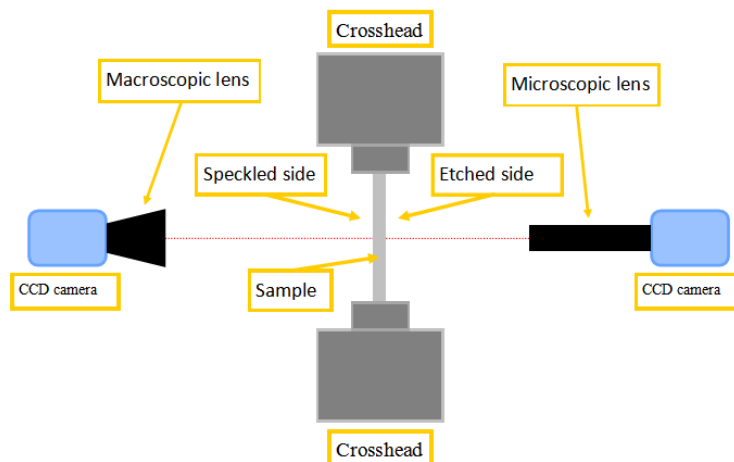 Crosshead
Macroscopic lens
Microscopic lens
Speckled side
Etched side
CCD camera
Sample
CCD camera
Crosshead